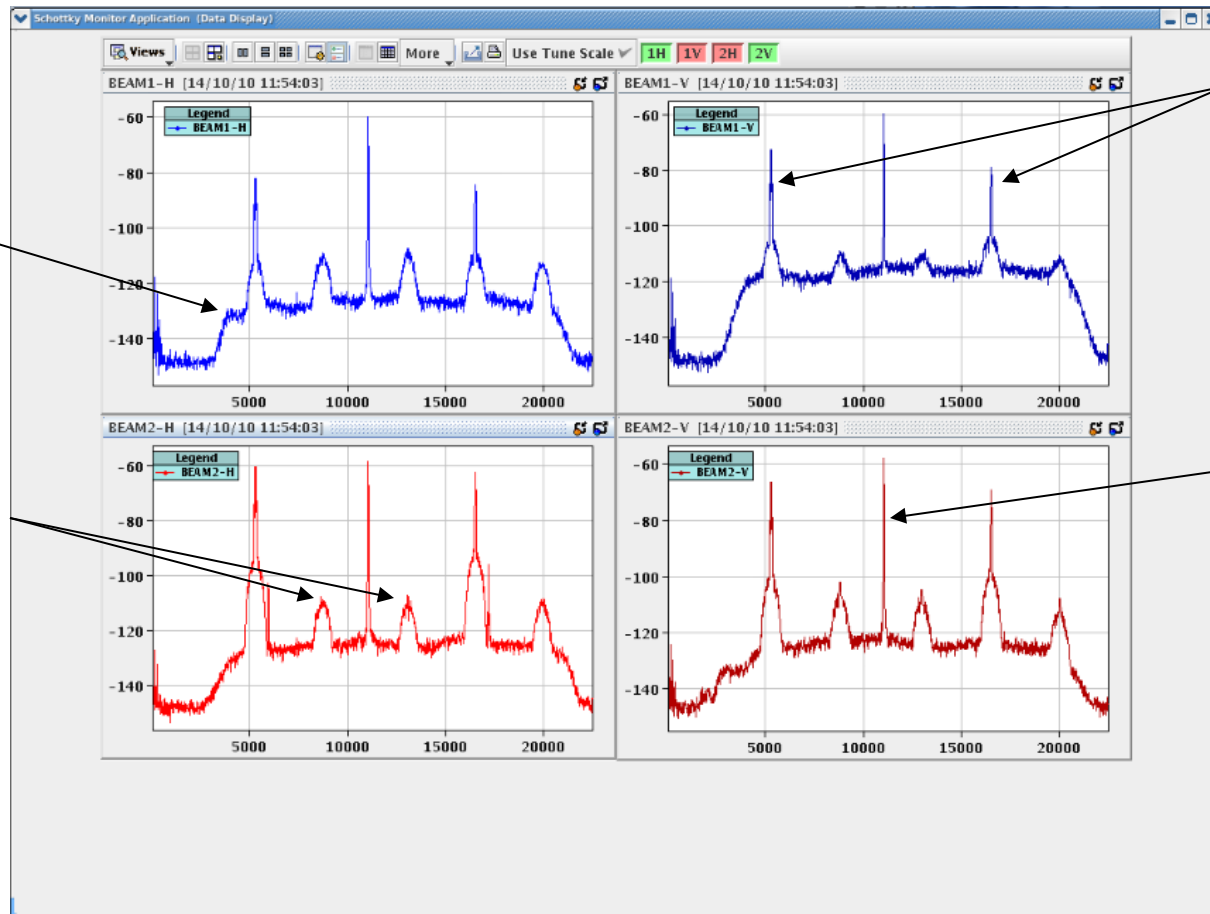 Schottky Monitor Application (Data Display)
Views More Use Tune Scale 1H 1V 2H 2V
BEAM1-H [14/10/10 11:54:03]
Legend
BEAM1-H
-60
-80
-100
-120
-140
5000 10000 15000 20000
BEAM1-V [14/10/10 11:54:03]
Legend
BEAM1-V
-60
-80
-100
-120
-140
5000 10000 15000 20000
BEAM2-H [14/10/10 11:54:03]
Legend
BEAM2-H
-60
-80
-100
-120
-140
5000 10000 15000 20000
BEAM2-V [14/10/10 11:54:03]
Legend
BEAM2-V
-60
-80
-100
-120
-140
5000 10000 15000 20000